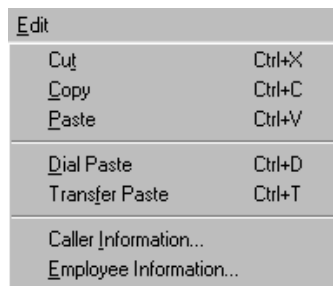 Edit
Cut Ctrl+X
Copy Ctrl+C
Paste Ctrl+V
Dial Paste Ctrl+D
Transfer Paste Ctrl+T
Caller Information...
Employee Information...